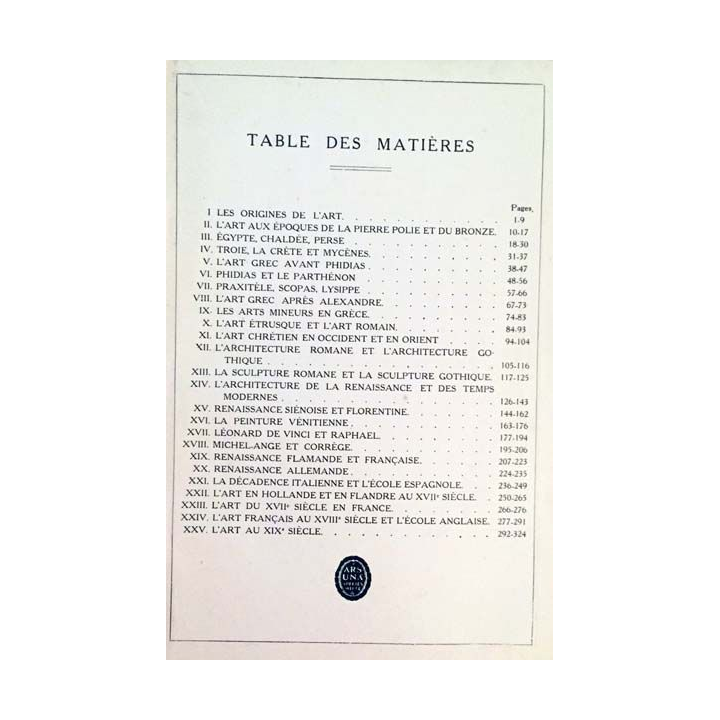 TABLE DES MATIÈRES
Pages.
I LES ORIGINES DE L'ART. 1-9
II. L'ART AUX ÉPOQUES DE LA PIERRE POLIE ET DU BRONZE. 10-17
III. ÉGYPTE, CHALDÉE, PERSE 18-30
IV. TROIE, LA CRÈTE ET MYCÈNES. 31-37
V. L'ART GREC AVANT PHIDIAS. 38-47
VI. PHIDIAS ET LE PARTHÉNON 48-56
VII. PRAXITÈLE, SCOPAS, LYSIPPE 57-66
VIII. L'ART GREC APRÈS ALEXANDRE. 67-73
IX. LES ARTS MINEURS EN GRÈCE. 74-83
X. L'ART ÉTRUSQUE ET L'ART ROMAIN. 84-93
XI. L'ART CHRÉTIEN EN OCCIDENT ET EN ORIENT 94-104
XII. L'ARCHITECTURE ROMANE ET L'ARCHITECTURE GO-
THIQUE 105-116
XIII. LA SCULPTURE ROMANE ET LA SCULPTURE GOTHIQUE. 117-125
XIV. L'ARCHITECTURE DE LA RENAISSANCE ET DES TEMPS
MODERNES 126-143
XV. RENAISSANCE SIÉNOISE ET FLORENTINE. 144-162
XVI. LA PEINTURE VÉNITIENNE. 163-176
XVII. LÉONARD DE VINCI ET RAPHAEL. 177-194
XVIII. MICHEL-ANGE ET CORRÈGE. 195-206
XIX. RENAISSANCE FLAMANDE ET FRANÇAISE. 207-223
XX. RENAISSANCE ALLEMANDE. 224-235
XXI. LA DÉCADENCE ITALIENNE ET L'ÉCOLE ESPAGNOLE. 236-249
XXII. L'ART EN HOLLANDE ET EN FLANDRE AU XVIIe SIÈCLE. 250-265
XXIII. L'ART DU XVIIe SIÈCLE EN FRANCE. 266-276
XXIV. L'ART FRANÇAIS AU XVIIIe SIÈCLE ET L'ÉCOLE ANGLAISE. 277-291
XXV. L'ART AU XIXe SIÈCLE. 292-324
ARS
UNA